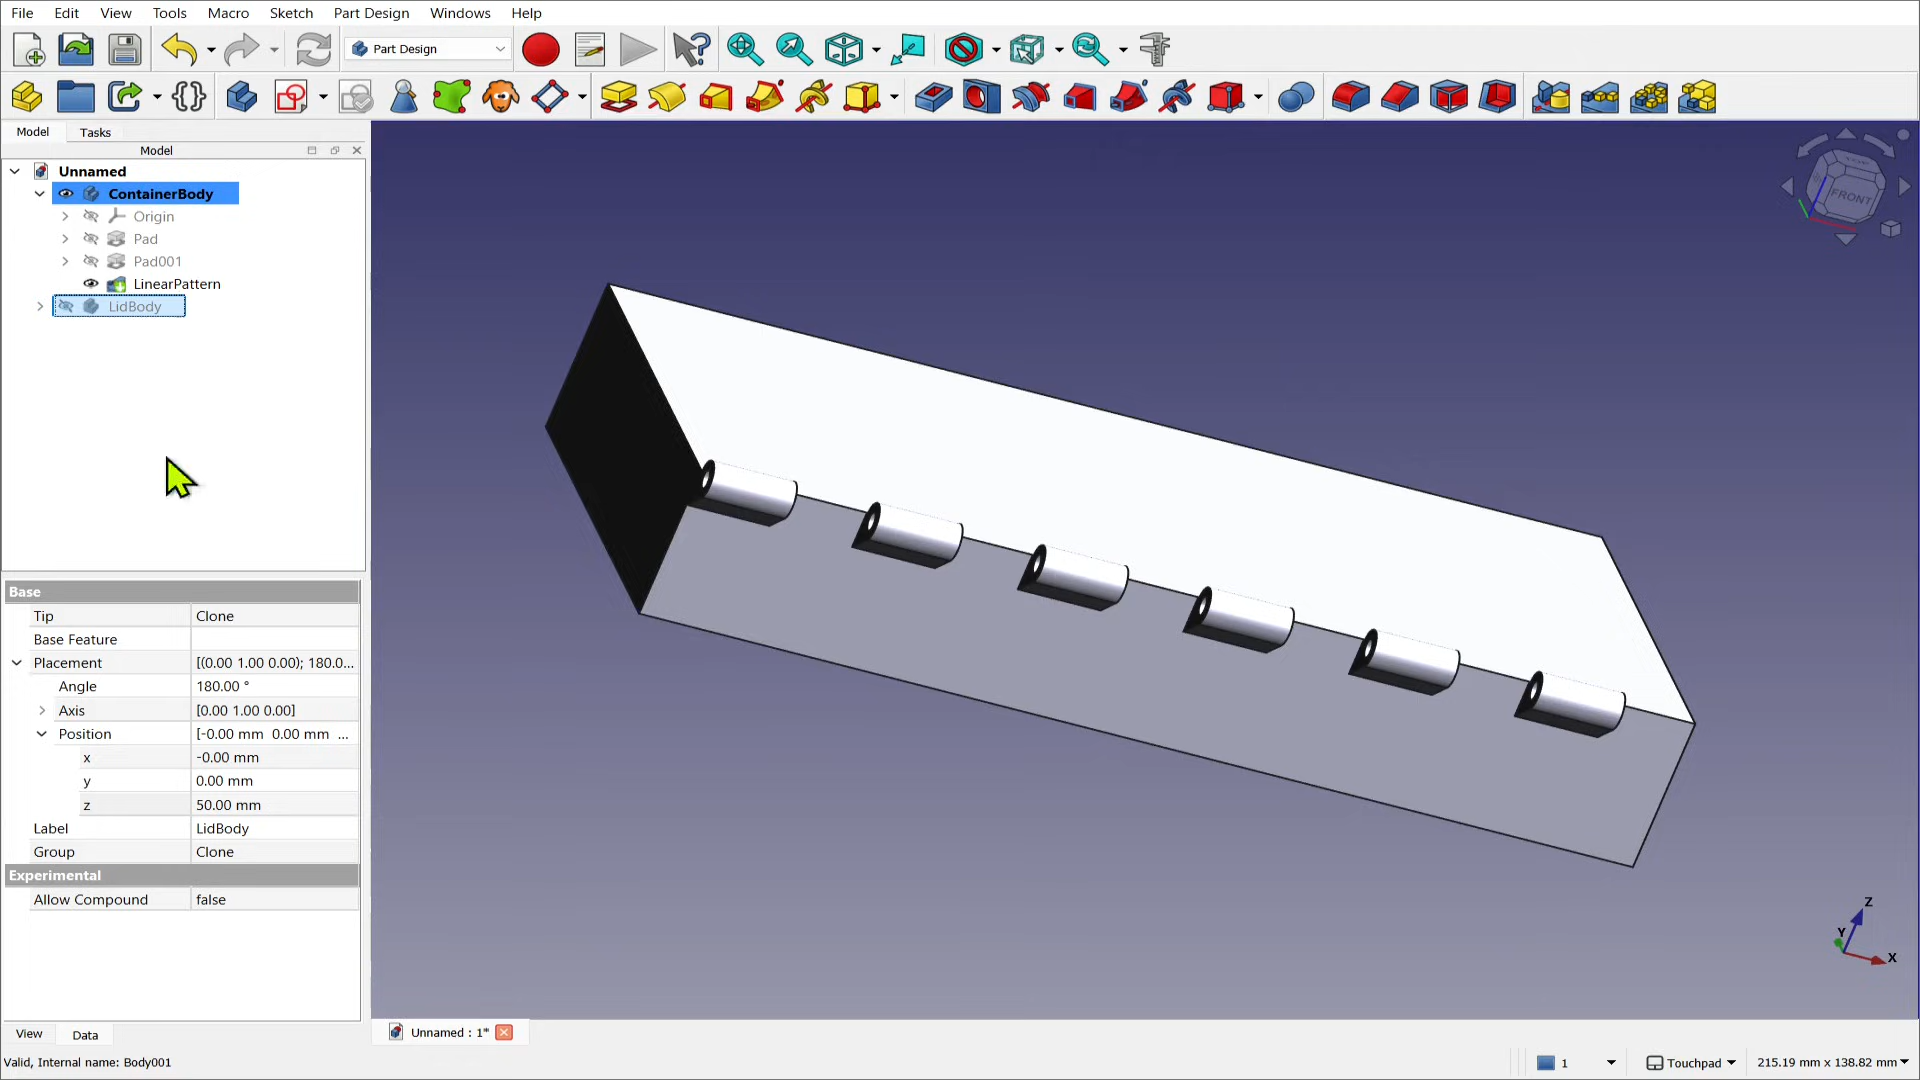 File Edit View Tools Macro Sketch Part Design Windows Help
Part Design
Model Tasks
Model
Unnamed
ContainerBody
Origin
Pad
Pad001
LinearPattern
LidBody
FRONT
Base
Tip Clone
Base Feature
Placement [(0.00 1.00 0.00); 180.0...
Angle 180.00 °
Axis [0.00 1.00 0.00]
Position [-0.00 mm 0.00 mm ...
x -0.00 mm
y 0.00 mm
z 50.00 mm
Label LidBody
Group Clone
Experimental
Allow Compound false
Z
Y
X
View Data
Unnamed : 1*
Valid, Internal name: Body001
1 Touchpad 215.19 mm x 138.82 mm